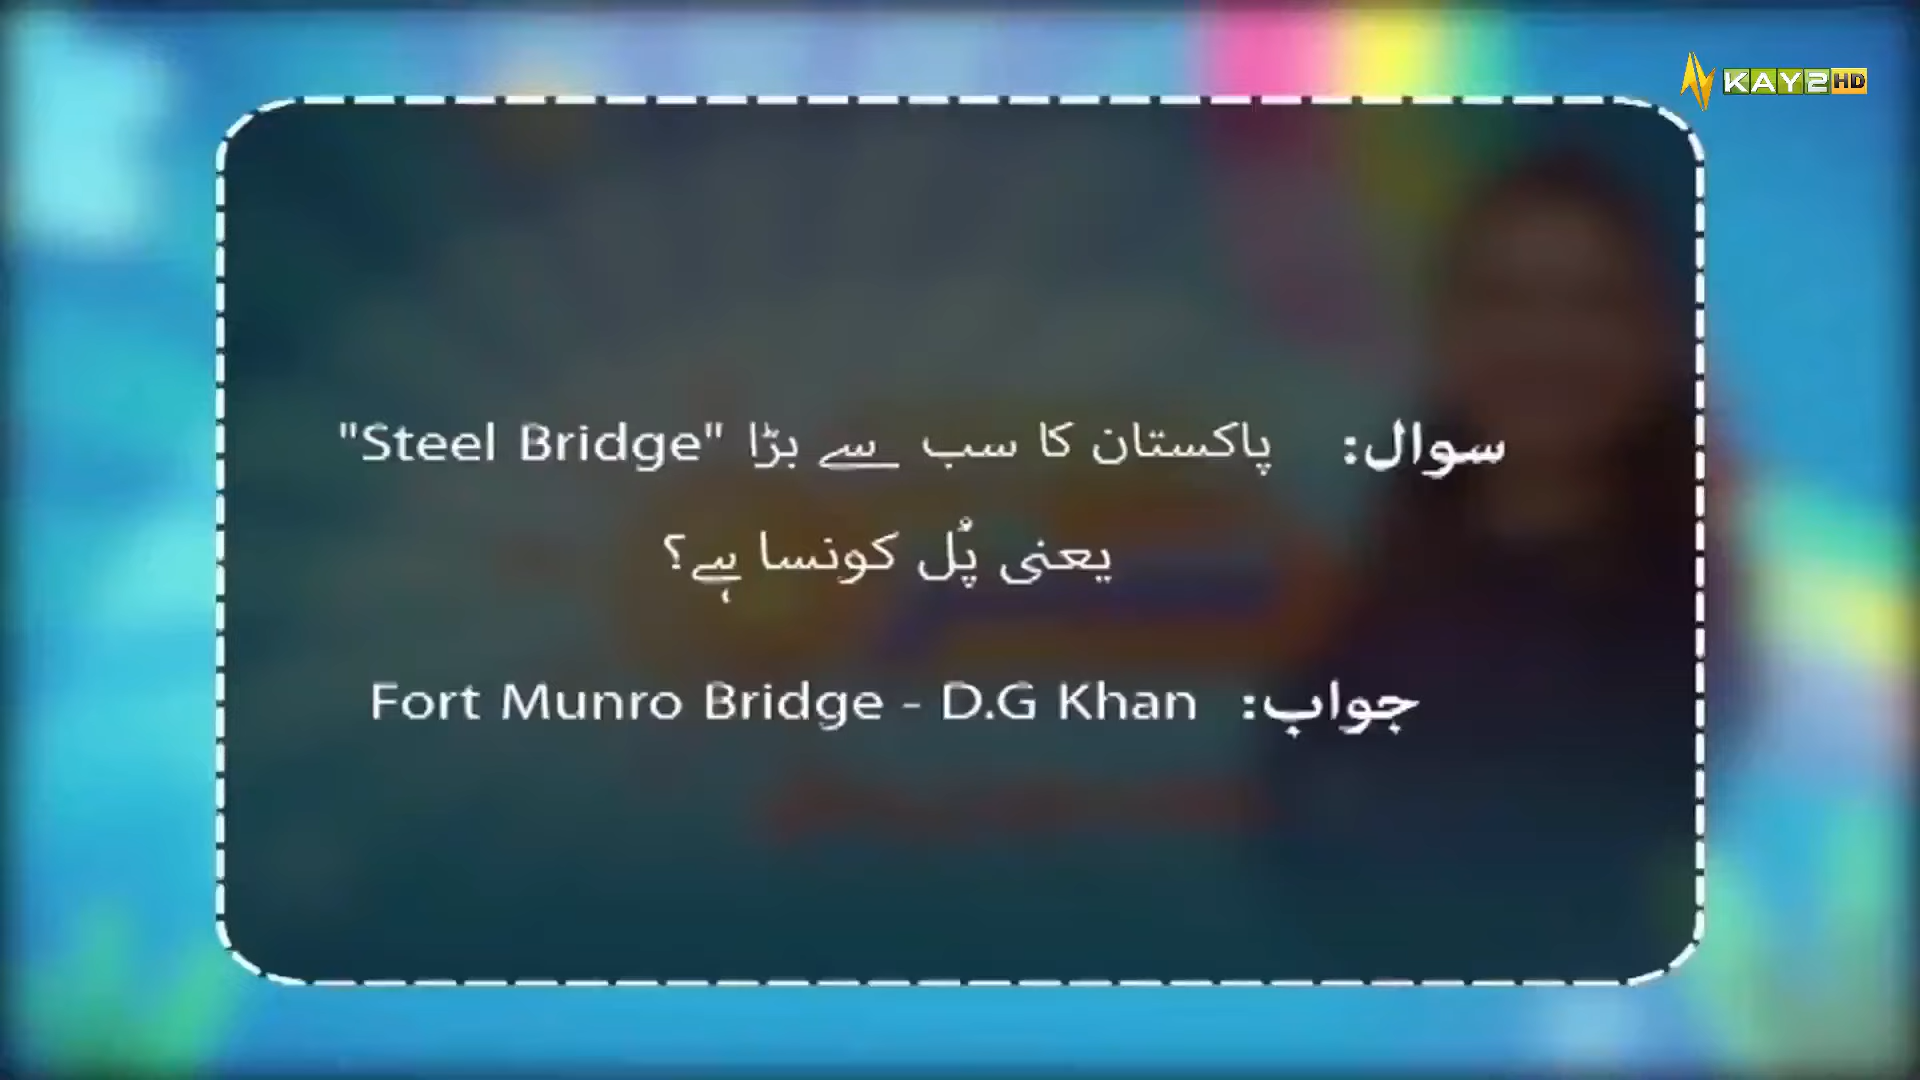 KAY2 HD
سوال: پاکستان کا سب سے بڑا "Steel Bridge"
یعنی پُل کونسا ہے؟
جواب: Fort Munro Bridge - D.G Khan